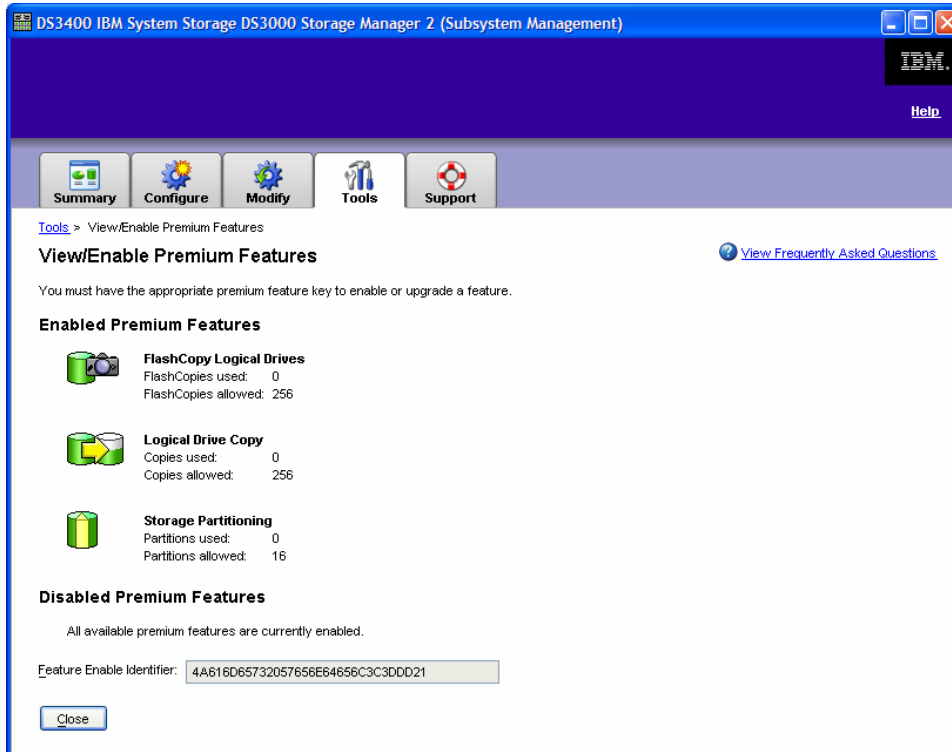 DS3400 IBM System Storage DS3000 Storage Manager 2 (Subsystem Management)
IBM.
Help
Summary
Configure
Modify
Tools
Support
Tools > View/Enable Premium Features
View/Enable Premium Features
View Frequently Asked Questions
You must have the appropriate premium feature key to enable or upgrade a feature.
Enabled Premium Features
FlashCopy Logical Drives
FlashCopies used: 0
FlashCopies allowed: 256
Logical Drive Copy
Copies used: 0
Copies allowed: 256
Storage Partitioning
Partitions used: 0
Partitions allowed: 16
Disabled Premium Features
All available premium features are currently enabled.
Feature Enable Identifier: 4A616D65732057656E64656C3C3DDD21
Close